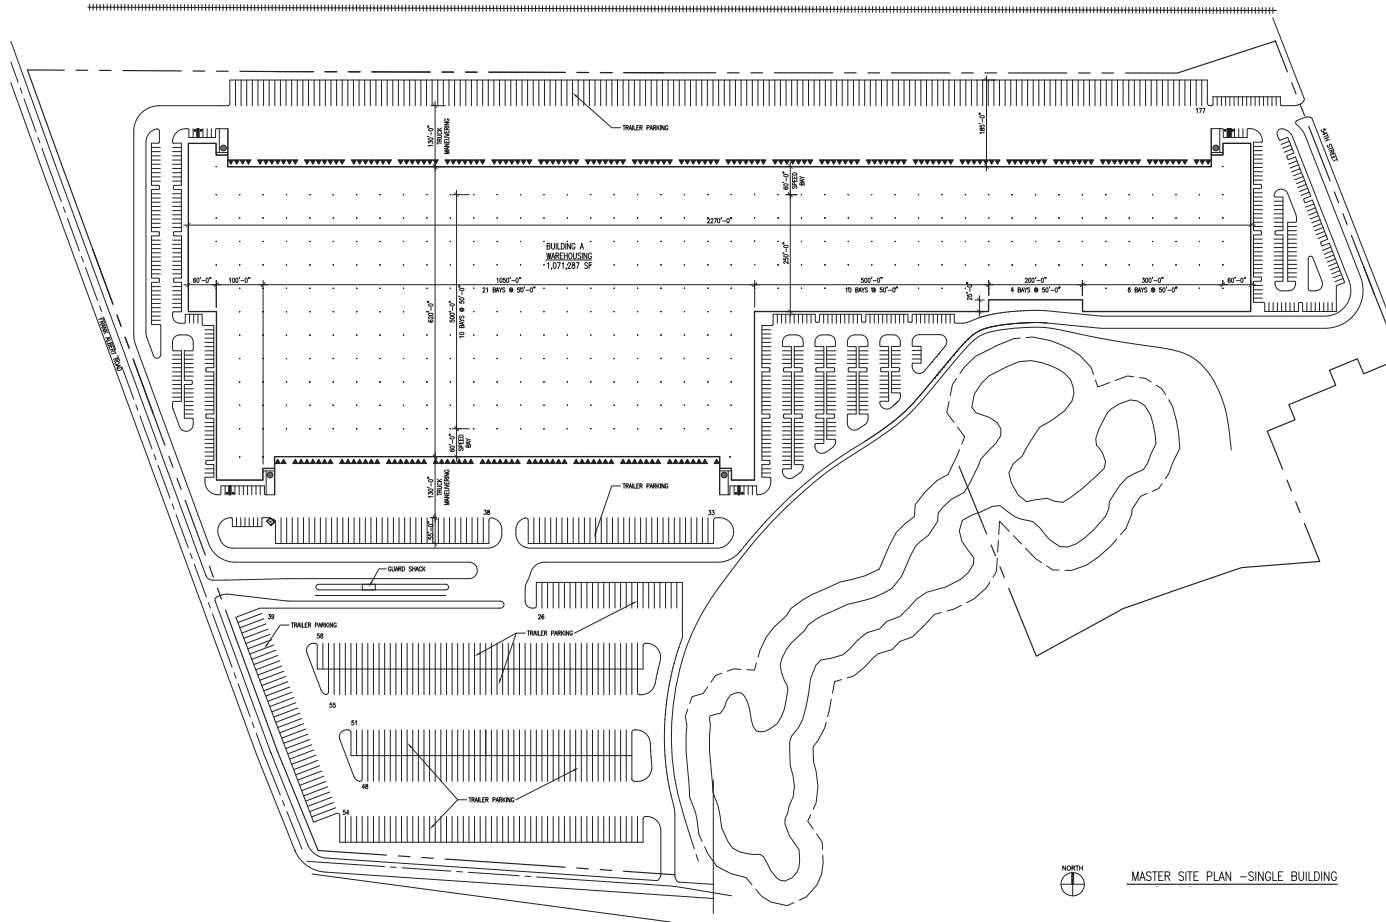 177
TRAILER PARKING
130'-0"
TRUCK
MANEUVERING
185'-0"
54TH STREET
60'-0"
SPEED
BAY
2270'-0"
BUILDING A
WAREHOUSING
1,071,287 SF
250'-0"
60'-0"
100'-0"
1050'-0"
21 BAYS @ 50'-0"
500'-0"
10 BAYS @ 50'-0"
200'-0"
4 BAYS @ 50'-0"
300'-0"
6 BAYS @ 50'-0"
60'-0"
25'-0"
620'-0"
500'-0"
10 BAYS @ 50'-0"
FRANK AUBERT ROAD
60'-0"
SPEED
BAY
130'-0"
TRUCK
MANEUVERING
TRAILER PARKING
38
33
55'-0"
GUARD SHACK
39
TRAILER PARKING
26
58
TRAILER PARKING
55
51
48
TRAILER PARKING
54
NORTH
MASTER SITE PLAN -SINGLE BUILDING